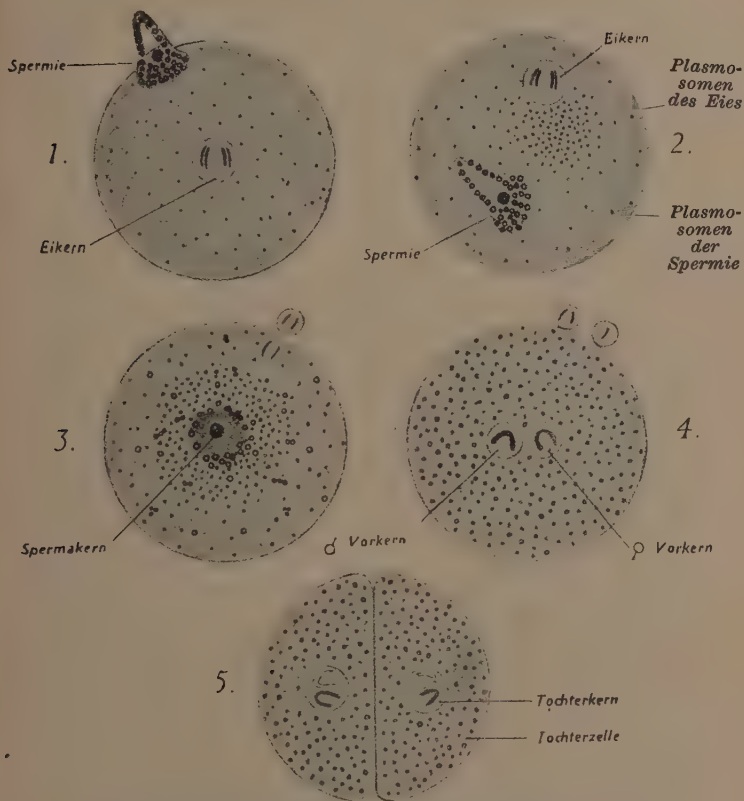 Spermie
1.
Eikern
Eikern
Plasmo-
somen
des Eies
2.
Plasmo-
somen
der
Spermie
Spermie
3.
Spermakern
4.
♂ Vorkern
♀ Vorkern
5.
Tochterkern
Tochterzelle